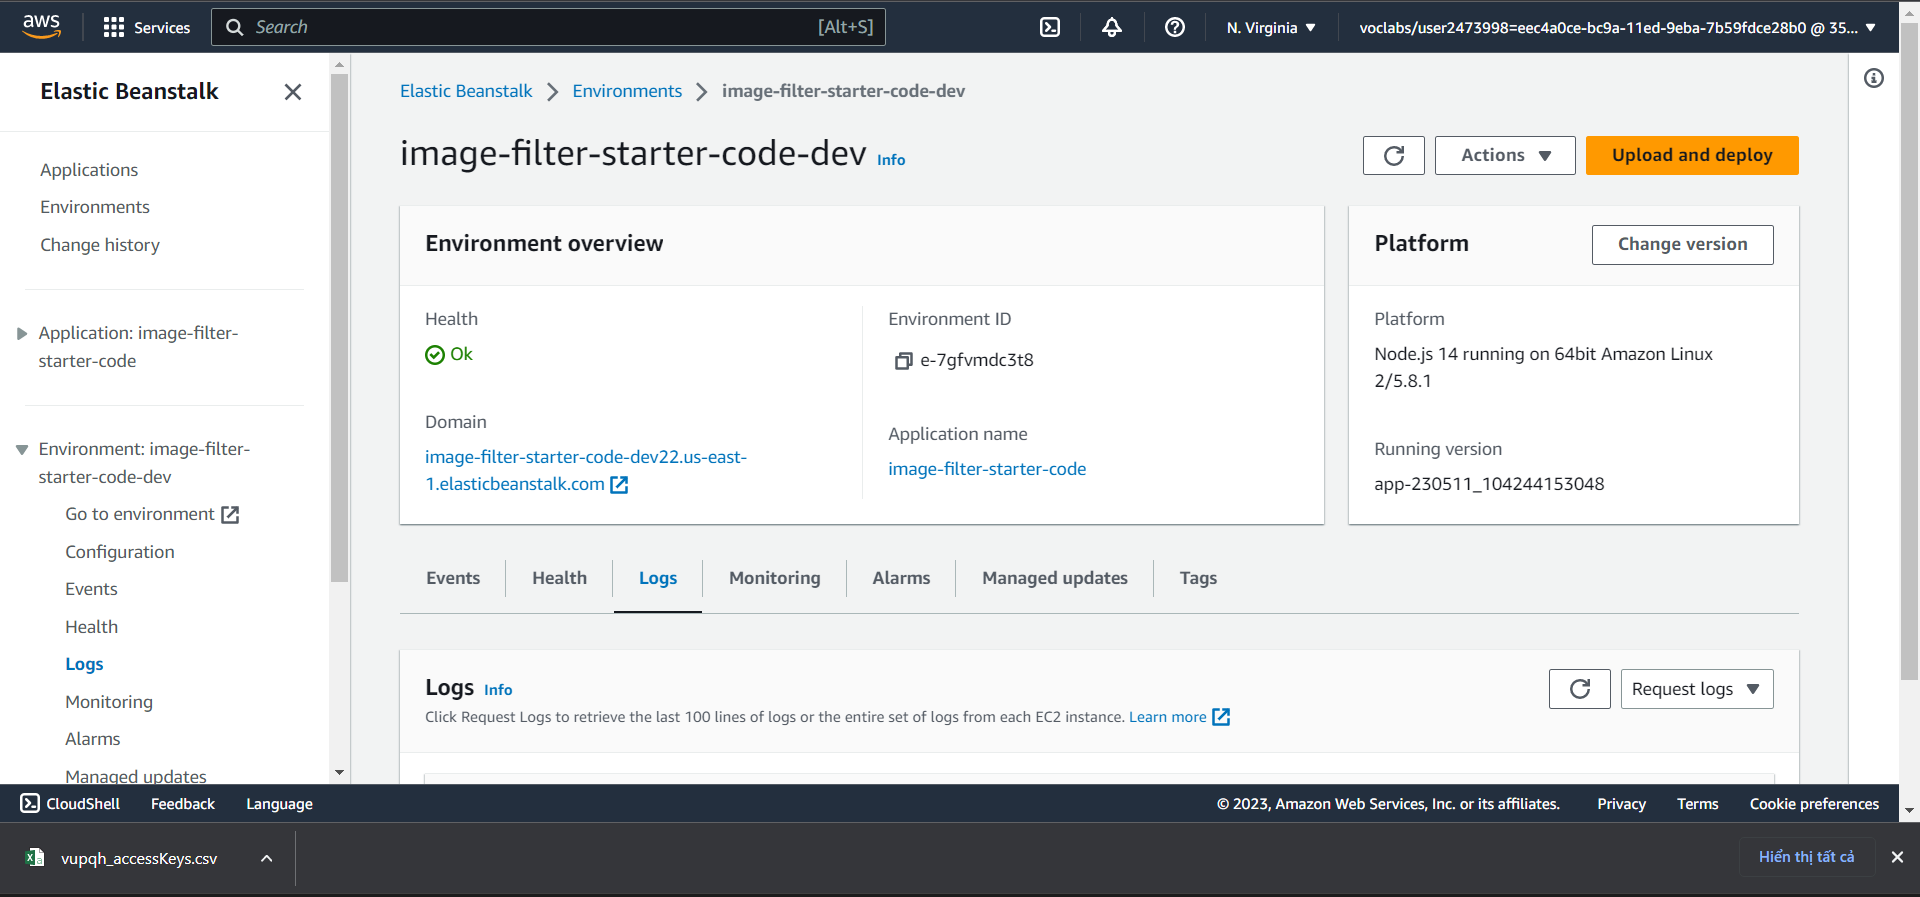 aws
Services
Search
[Alt+S]
N. Virginia
voclabs/user2473998=eec4a0ce-bc9a-11ed-9eba-7b59fdce28b0 @ 35...
Elastic Beanstalk
Applications
Environments
Change history
Application: image-filter-
starter-code
Environment: image-filter-
starter-code-dev
Go to environment
Configuration
Events
Health
Logs
Monitoring
Alarms
Managed updates
Elastic Beanstalk
Environments
image-filter-starter-code-dev
image-filter-starter-code-dev
Info
Actions
Upload and deploy
Environment overview
Health
Ok
Domain
image-filter-starter-code-dev22.us-east-
1.elasticbeanstalk.com
Environment ID
e-7gfvmdc3t8
Application name
image-filter-starter-code
Platform
Change version
Platform
Node.js 14 running on 64bit Amazon Linux
2/5.8.1
Running version
app-230511_104244153048
Events
Health
Logs
Monitoring
Alarms
Managed updates
Tags
Logs
Info
Click Request Logs to retrieve the last 100 lines of logs or the entire set of logs from each EC2 instance. Learn more
Request logs
CloudShell
Feedback
Language
© 2023, Amazon Web Services, Inc. or its affiliates.
Privacy
Terms
Cookie preferences
vupqh_accessKeys.csv
Hiển thị tất cả